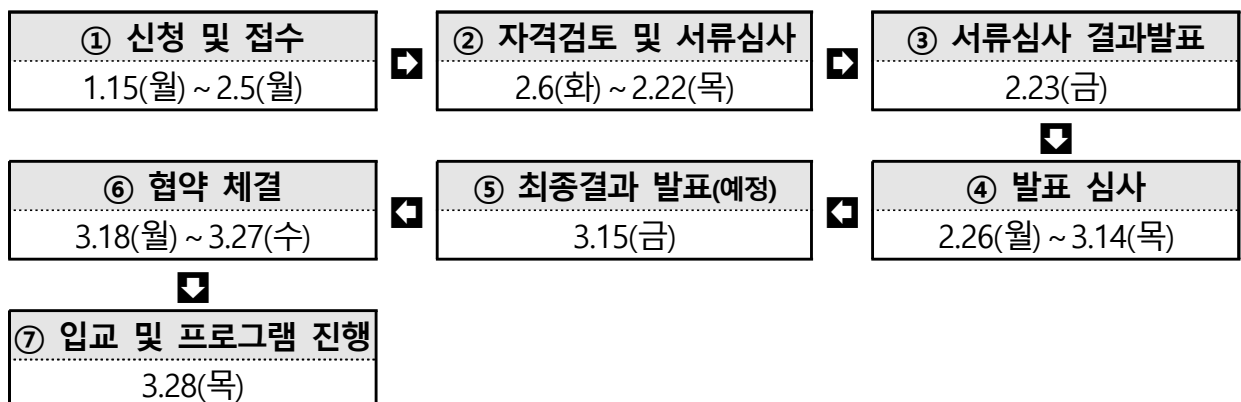 ① 신청 및 접수
1.15(월) ~ 2.5(월)
② 자격검토 및 서류심사
2.6(화) ~ 2.22(목)
③ 서류심사 결과발표
2.23(금)
④ 발표 심사
2.26(월) ~ 3.14(목)
⑤ 최종결과 발표(예정)
3.15(금)
⑥ 협약 체결
3.18(월) ~ 3.27(수)
⑦ 입교 및 프로그램 진행
3.28(목)